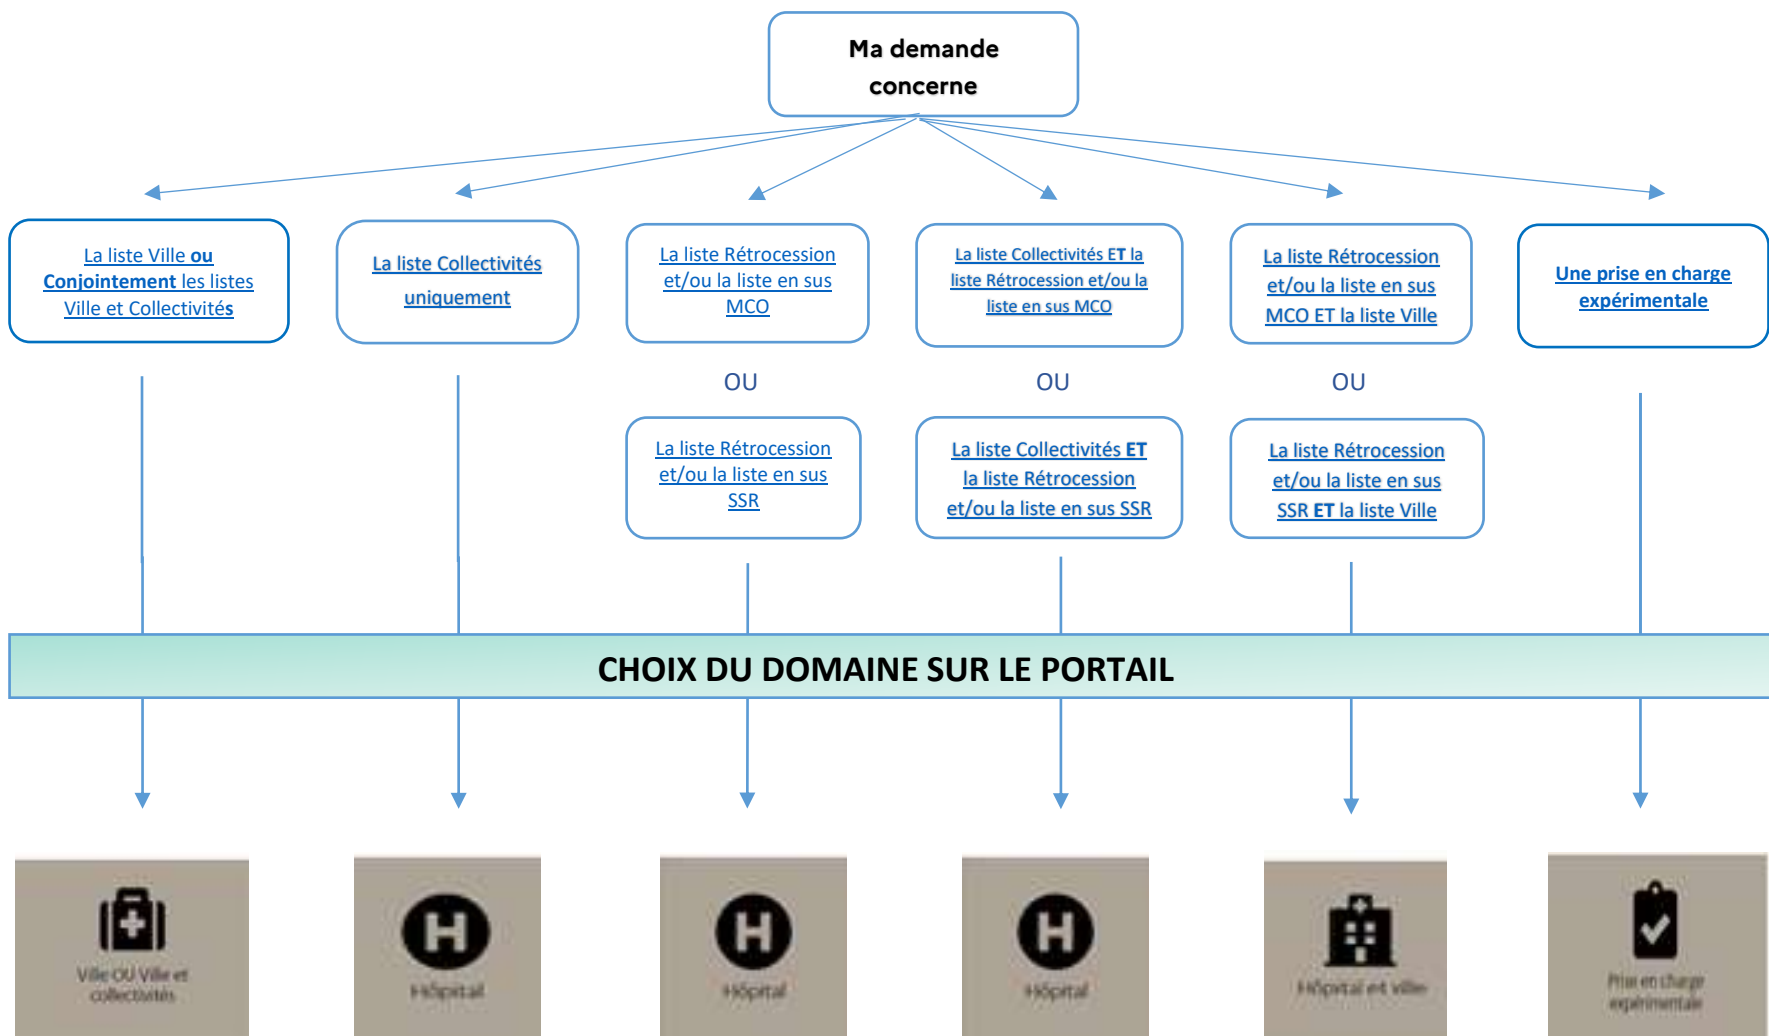 Ma demande
concerne
La liste Ville ou
Conjointement les listes
Ville et Collectivités
La liste Collectivités
uniquement
La liste Rétrocession
et/ou la liste en sus
MCO
La liste Collectivités ET la
liste Rétrocession et/ou la
liste en sus MCO
La liste Rétrocession
et/ou la liste en sus
MCO ET la liste Ville
Une prise en charge
expérimentale
OU
OU
OU
La liste Rétrocession
et/ou la liste en sus
SSR
La liste Collectivités ET
la liste Rétrocession
et/ou la liste en sus SSR
La liste Rétrocession
et/ou la liste en sus
SSR ET la liste Ville
CHOIX DU DOMAINE SUR LE PORTAIL
Ville OU Ville et
collectivités
H
Hôpital
H
Hôpital
H
Hôpital
Hôpital et ville
Prise en charge
expérimentale